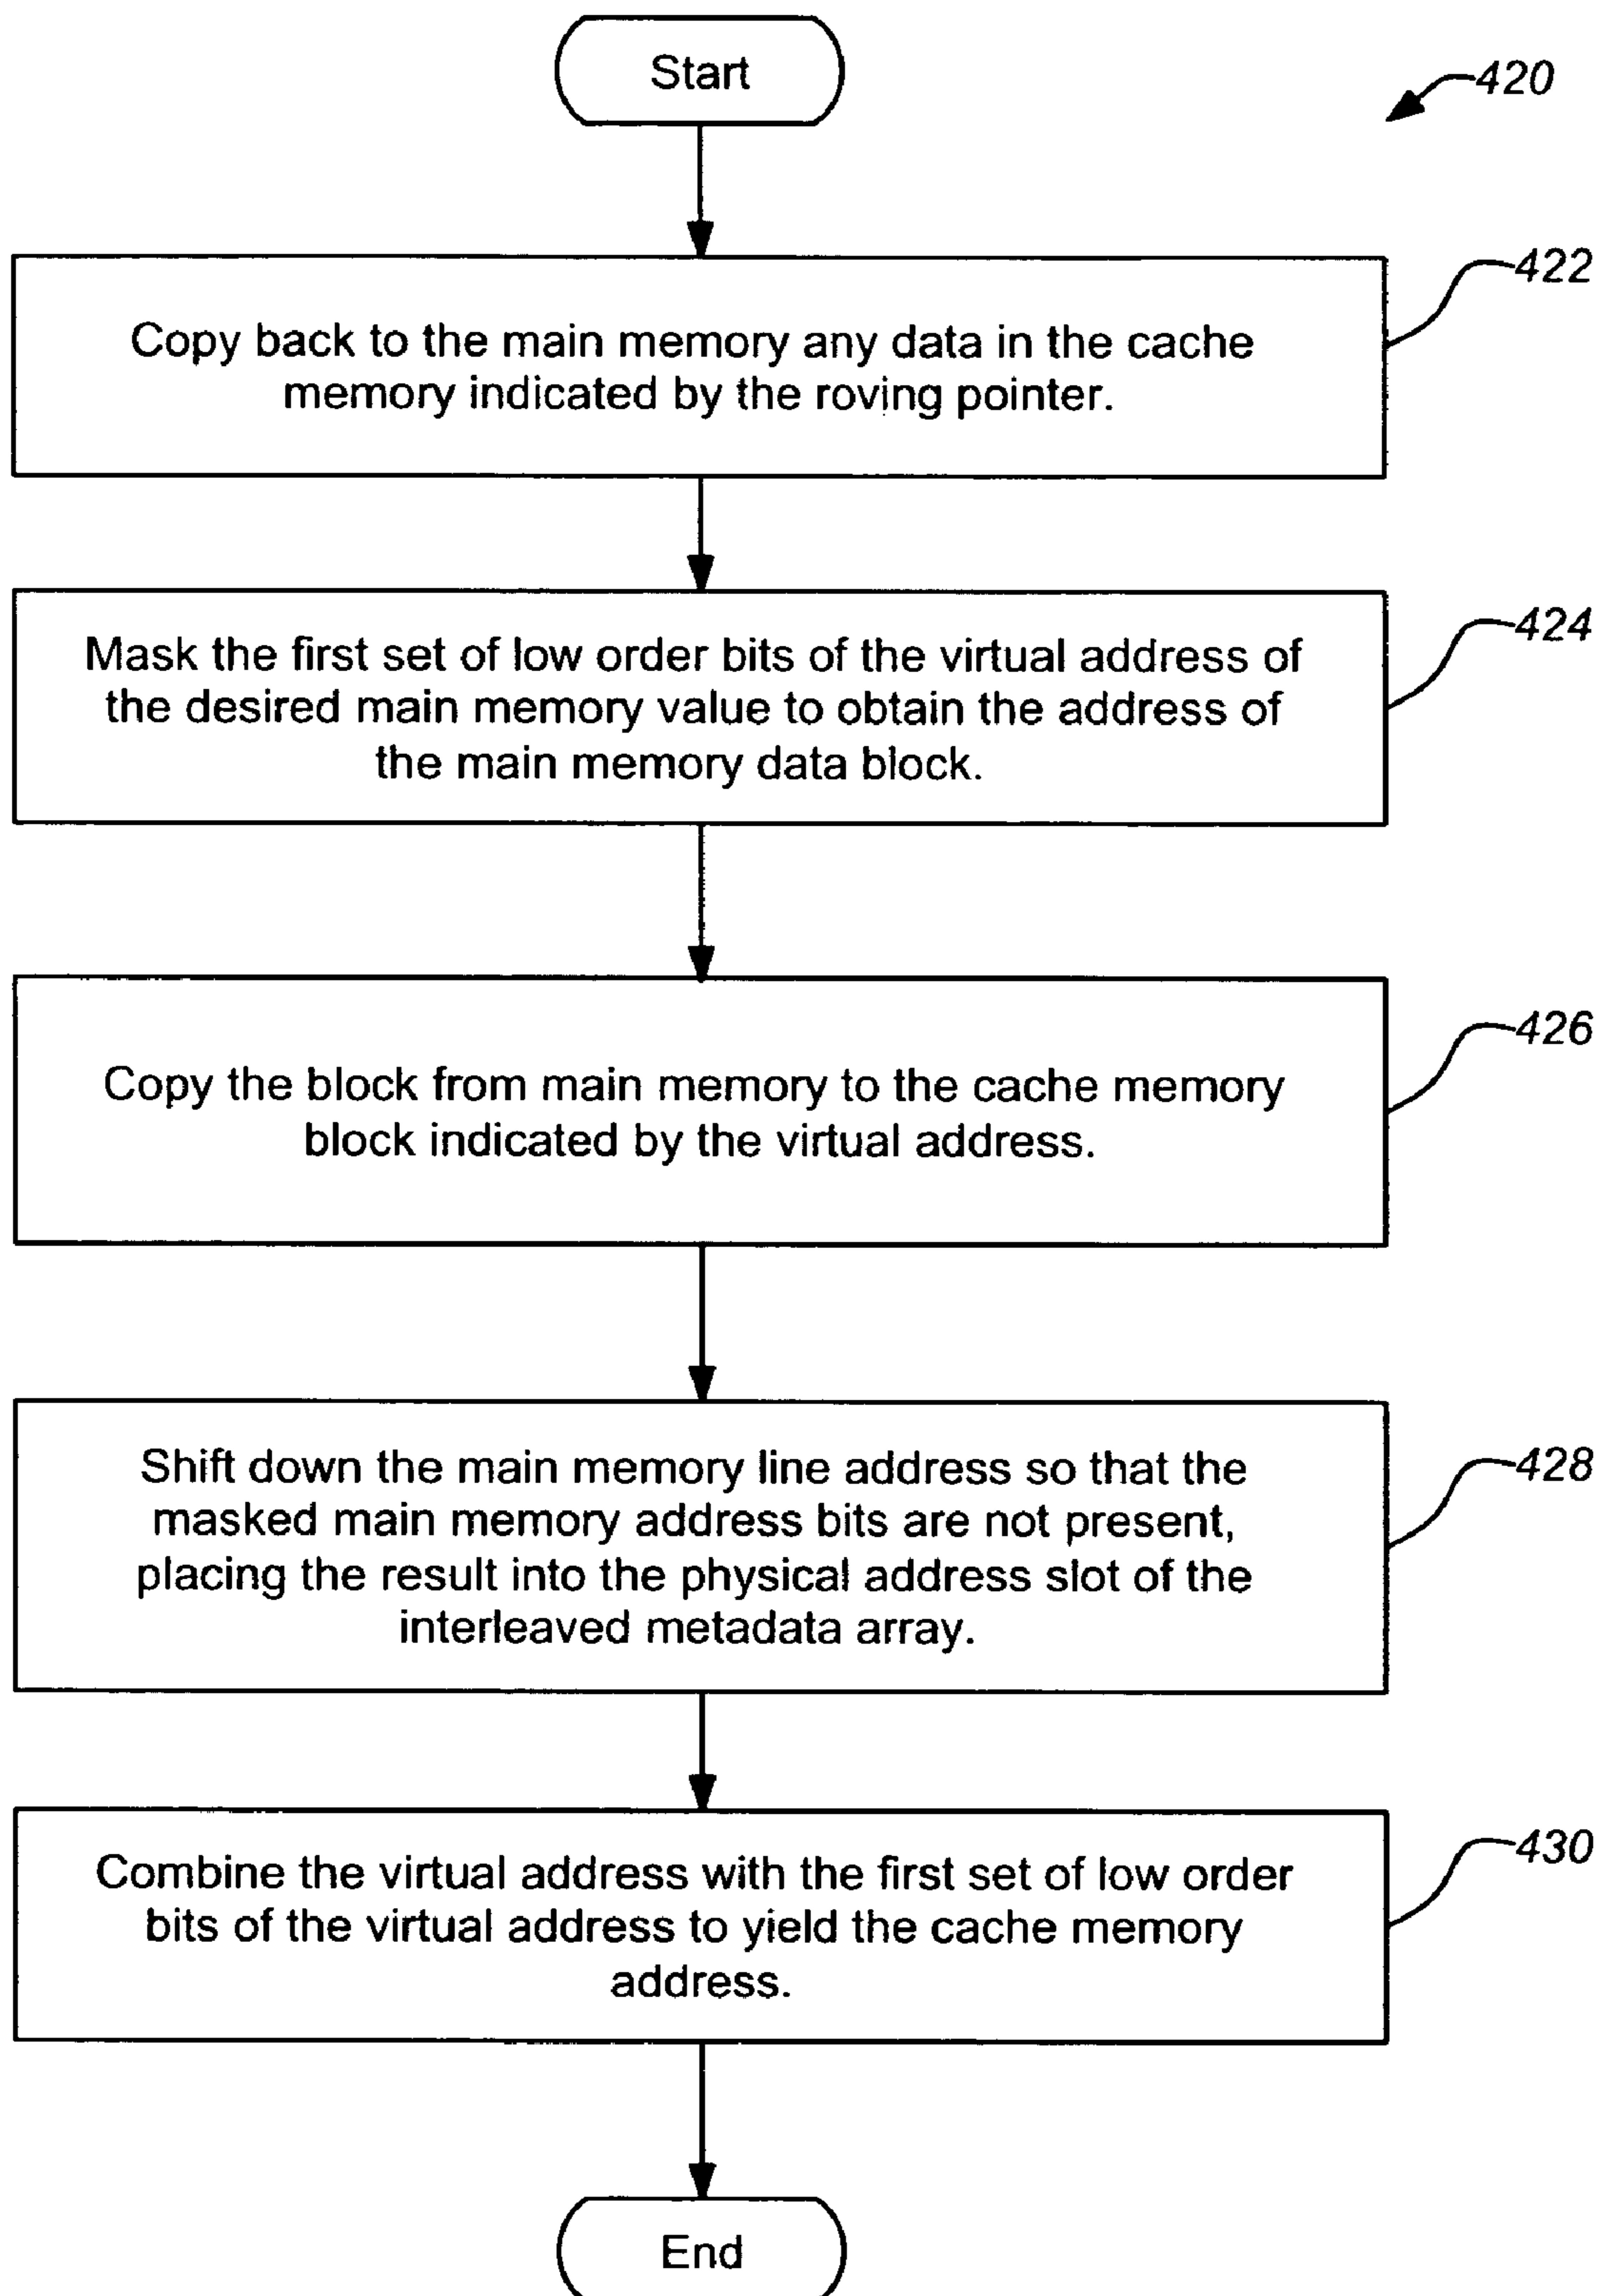 Start
420
Copy back to the main memory any data in the cache
memory indicated by the roving pointer.
422
Mask the first set of low order bits of the virtual address of
the desired main memory value to obtain the address of
the main memory data block.
424
Copy the block from main memory to the cache memory
block indicated by the virtual address.
426
Shift down the main memory line address so that the
masked main memory address bits are not present,
placing the result into the physical address slot of the
interleaved metadata array.
428
Combine the virtual address with the first set of low order
bits of the virtual address to yield the cache memory
address.
430
End